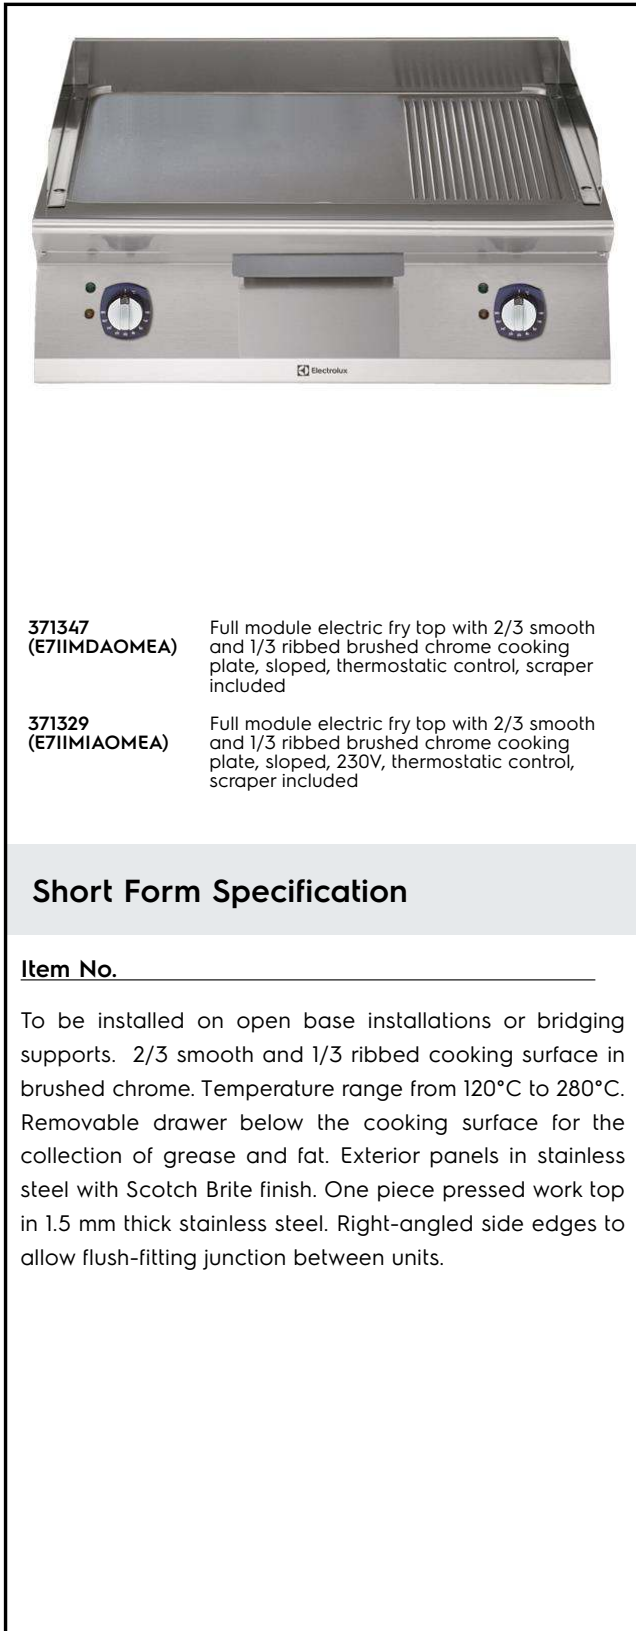 Electrolux
371347
(E7IIMDAOMEA)
Full module electric fry top with 2/3 smooth
and 1/3 ribbed brushed chrome cooking
plate, sloped, thermostatic control, scraper
included
371329
(E7IIMIAOMEA)
Full module electric fry top with 2/3 smooth
and 1/3 ribbed brushed chrome cooking
plate, sloped, 230V, thermostatic control,
scraper included
Short Form Specification
Item No.
To be installed on open base installations or bridging
supports. 2/3 smooth and 1/3 ribbed cooking surface in
brushed chrome. Temperature range from 120°C to 280°C.
Removable drawer below the cooking surface for the
collection of grease and fat. Exterior panels in stainless
steel with Scotch Brite finish. One piece pressed work top
in 1.5 mm thick stainless steel. Right-angled side edges to
allow flush-fitting junction between units.